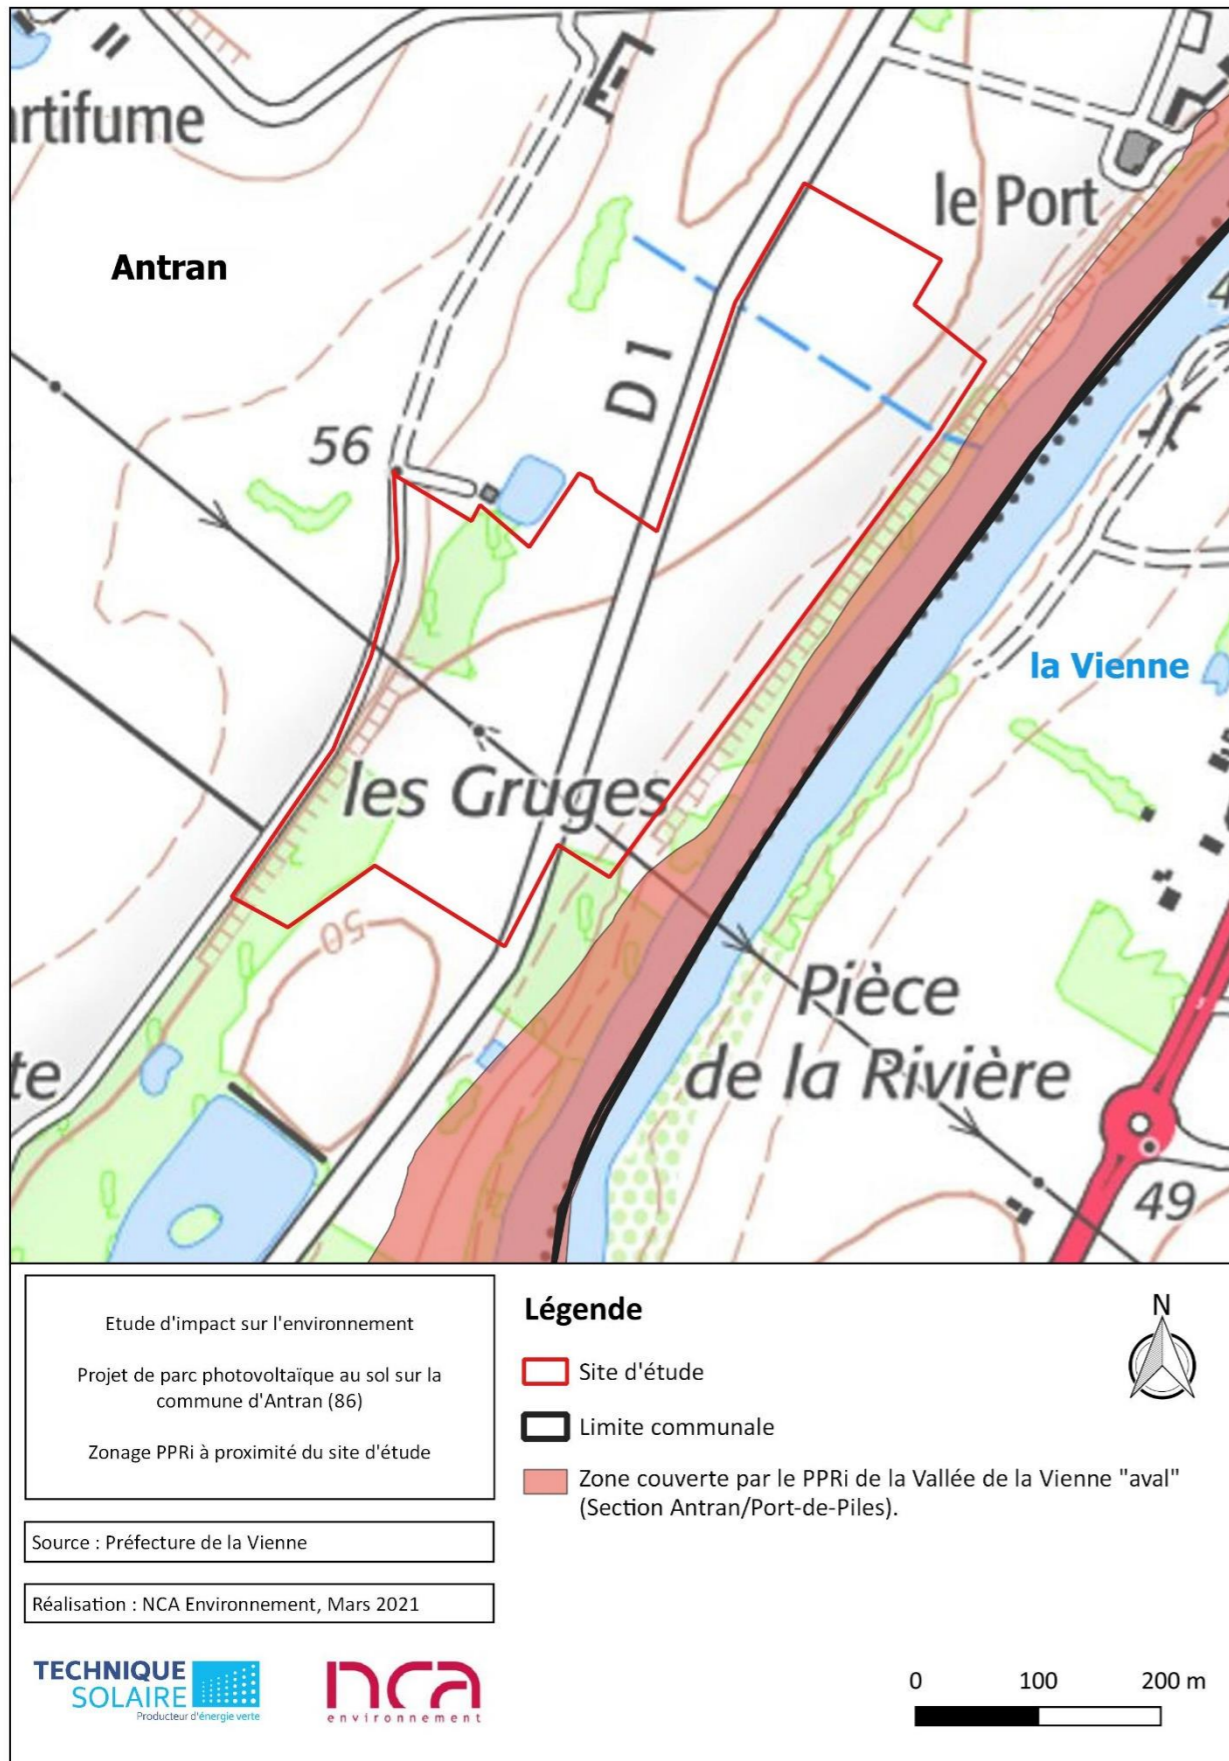 rtifume
Antran
le Port
D 1
56
la Vienne
les Gruges
50
Pièce
de la Rivière
te
49
Etude d'impact sur l'environnement
Projet de parc photovoltaïque au sol sur la
commune d'Antran (86)
Zonage PPRi à proximité du site d'étude
Source : Préfecture de la Vienne
Réalisation : NCA Environnement, Mars 2021
TECHNIQUE
SOLAIRE
Producteur d'énergie verte
nca
environnement
Légende
Site d'étude
Limite communale
Zone couverte par le PPRi de la Vallée de la Vienne "aval"
(Section Antran/Port-de-Piles).
N
0 100 200 m